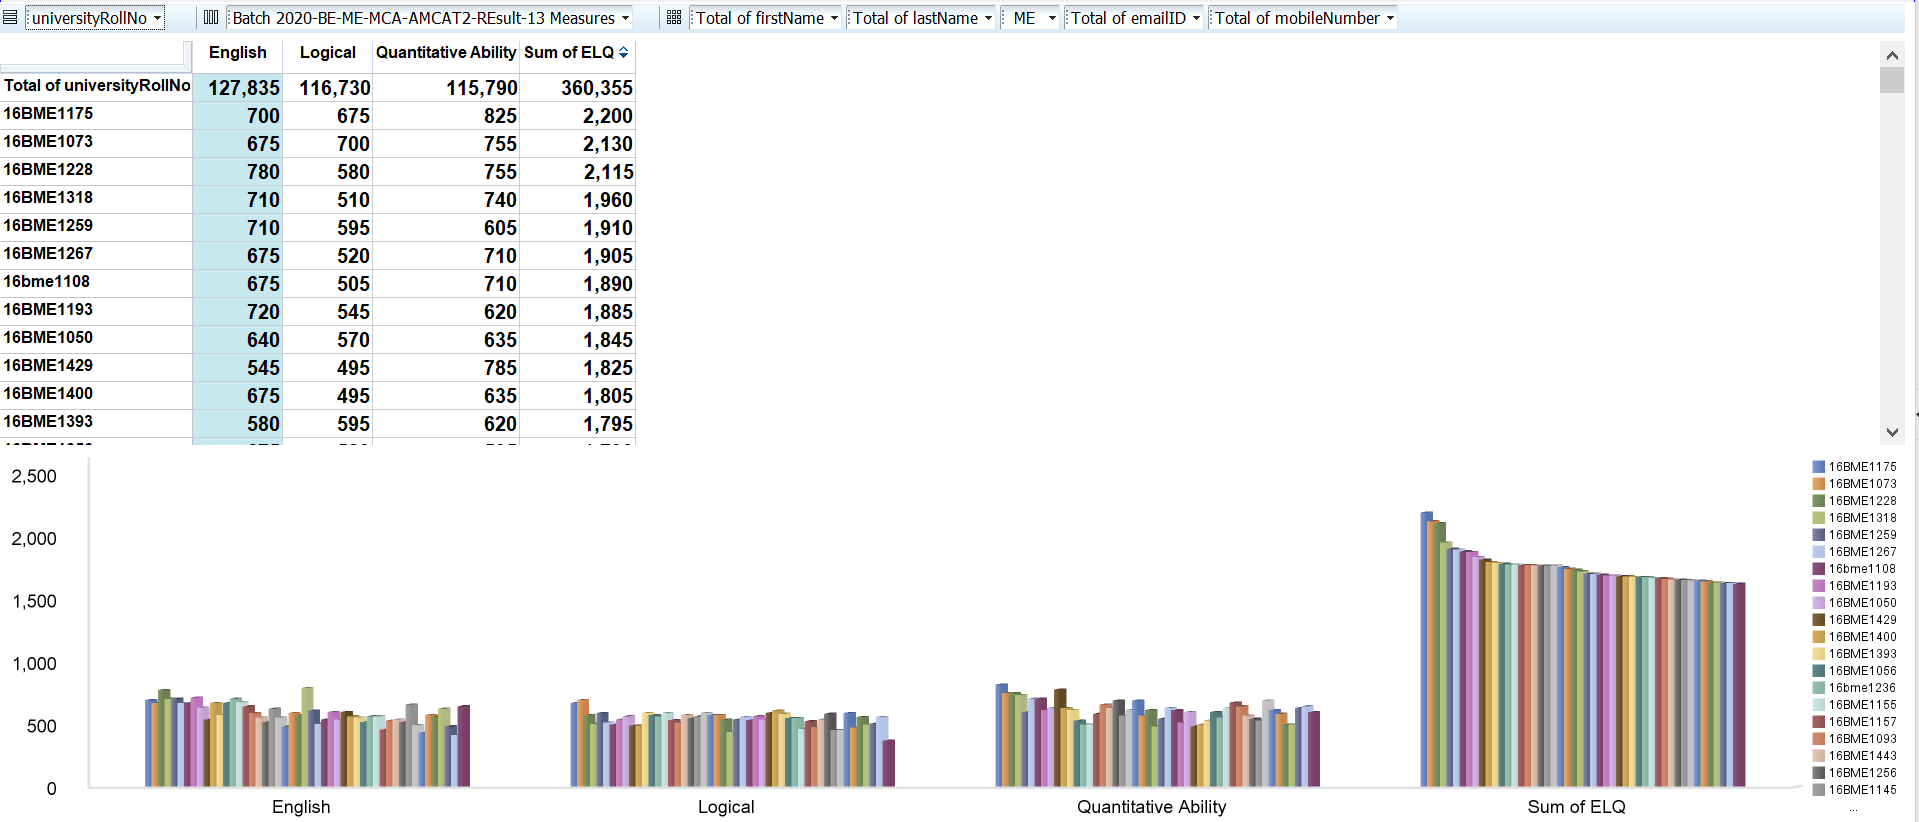 universityRollNo Batch 2020-BE-ME-MCA-AMCAT2-REsult-13 Measures Total of firstName Total of lastName ME Total of emailID Total of mobileNumber
English Logical Quantitative Ability Sum of ELQ
Total of universityRollNo 127,835 116,730 115,790 360,355
16BME1175 700 675 825 2,200
16BME1073 675 700 755 2,130
16BME1228 780 580 755 2,115
16BME1318 710 510 740 1,960
16BME1259 710 595 605 1,910
16BME1267 675 520 710 1,905
16bme1108 675 505 710 1,890
16BME1193 720 545 620 1,885
16BME1050 640 570 635 1,845
16BME1429 545 495 785 1,825
16BME1400 675 495 635 1,805
16BME1393 580 595 620 1,795
2,500
2,000
1,500
1,000
500
0
English Logical Quantitative Ability Sum of ELQ
16BME1175
16BME1073
16BME1228
16BME1318
16BME1259
16BME1267
16bme1108
16BME1193
16BME1050
16BME1429
16BME1400
16BME1393
16BME1056
16bme1236
16BME1155
16BME1157
16BME1093
16BME1443
16BME1256
16BME1145
...